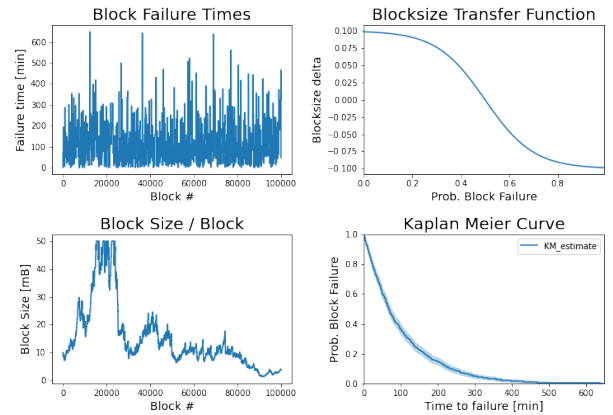 Block Failure Times
Failure time [min]
600
500
400
300
200
100
0
0 20000 40000 60000 80000 100000
Block #
Blocksize Transfer Function
Blocksize delta
0.100
0.075
0.050
0.025
0.000
−0.025
−0.050
−0.075
−0.100
0.0 0.2 0.4 0.6 0.8
Prob. Block Failure
Block Size / Block
Block Size [mB]
50
40
30
20
10
0
0 20000 40000 60000 80000 100000
Block #
Kaplan Meier Curve
KM_estimate
Prob. Block Failure
1.0
0.8
0.6
0.4
0.2
0.0
0 100 200 300 400 500 600
Time to failure [min]